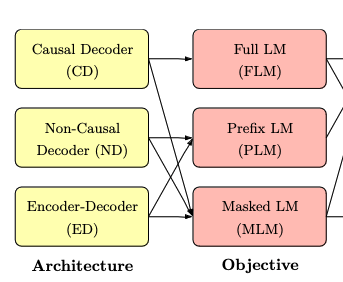 Causal Decoder
(CD)
Full LM
(FLM)
Non-Causal
Decoder (ND)
Prefix LM
(PLM)
Encoder-Decoder
(ED)
Masked LM
(MLM)
Architecture
Objective